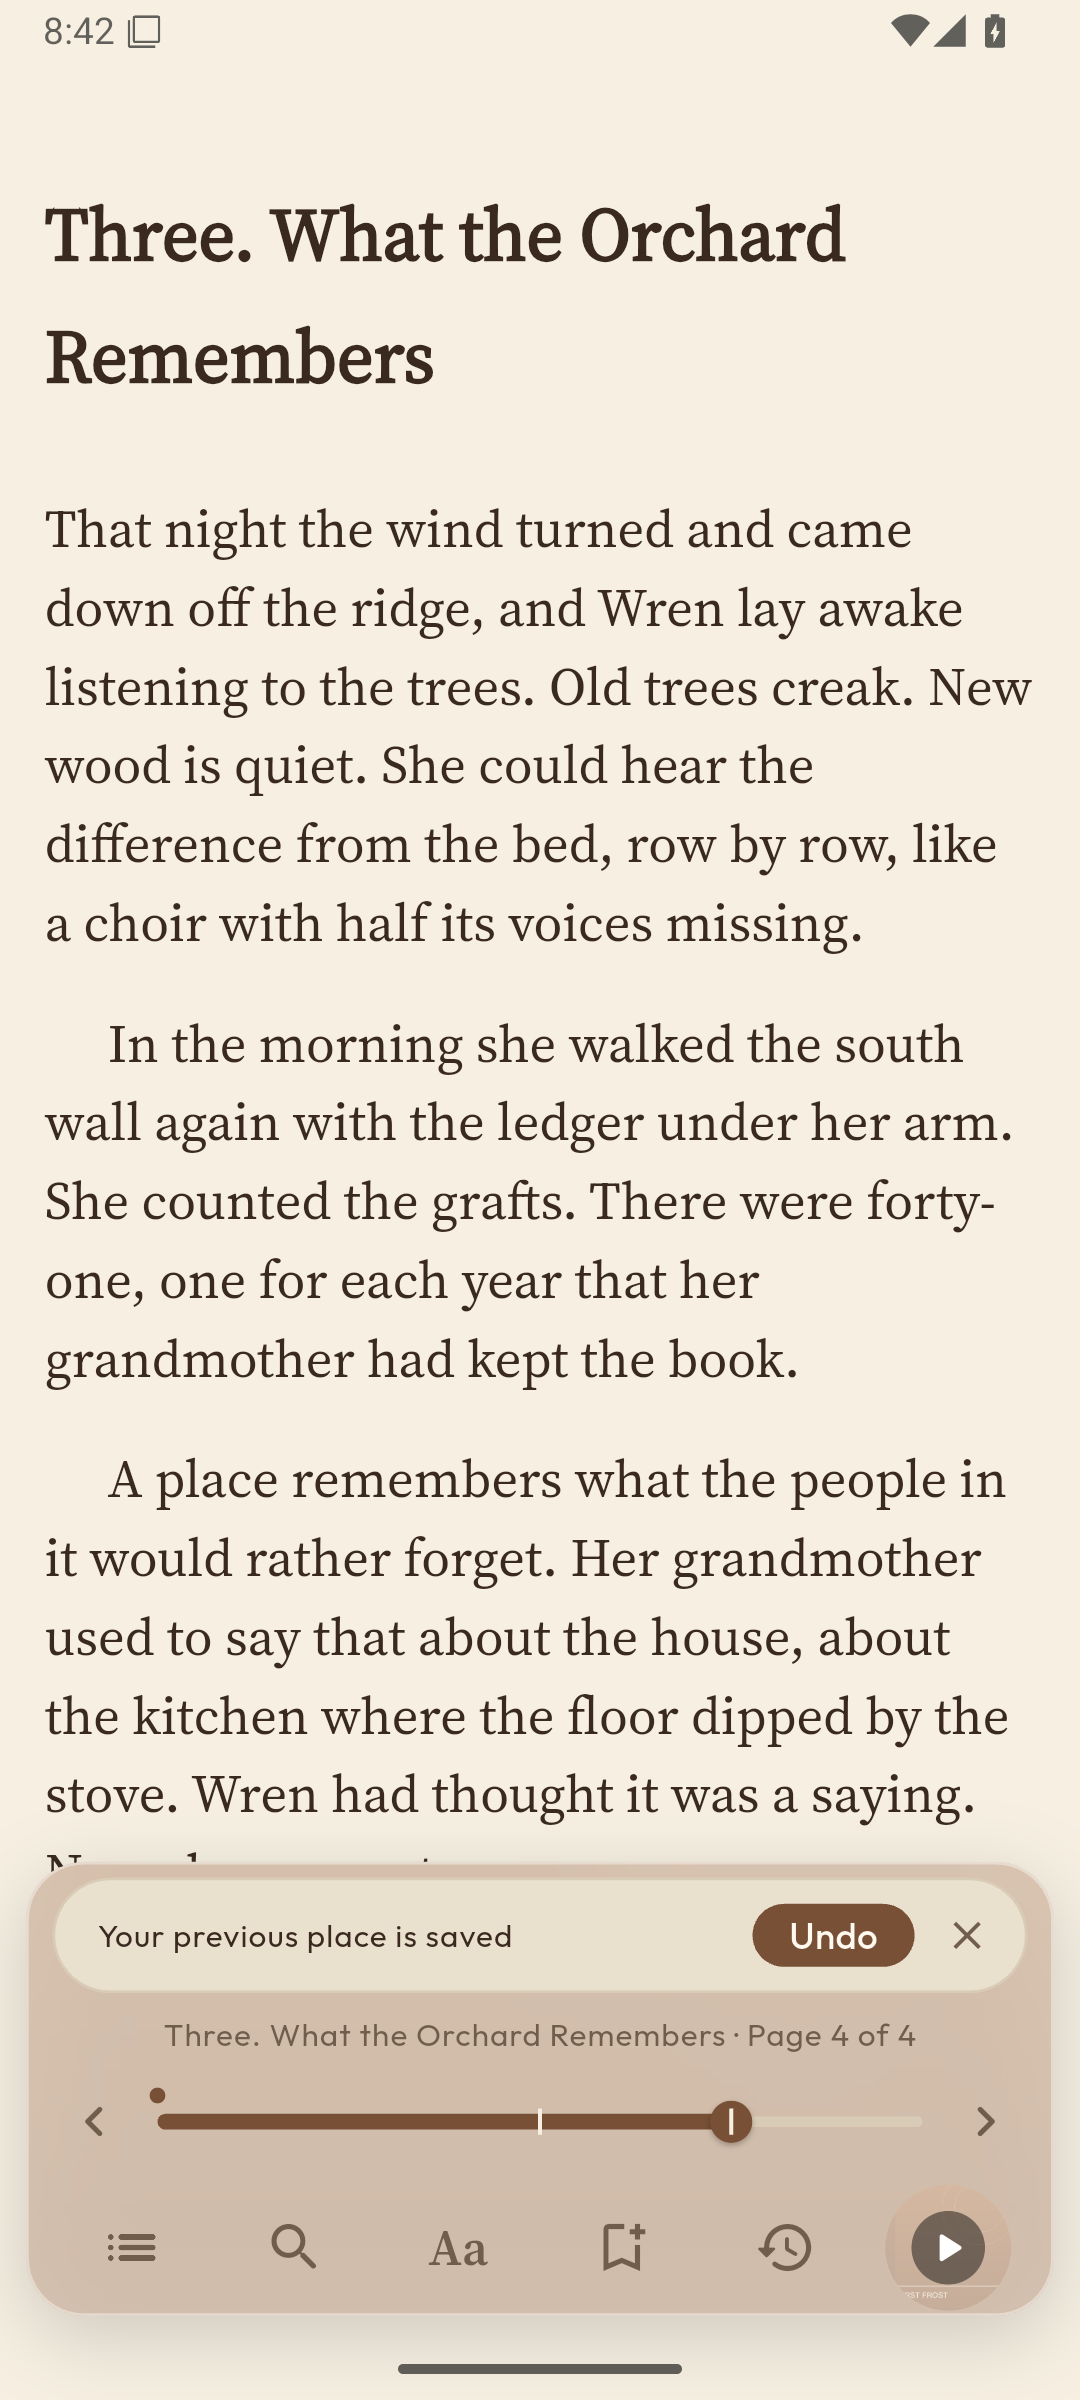 8:42
Three. What the Orchard
Remembers
That night the wind turned and came
down off the ridge, and Wren lay awake
listening to the trees. Old trees creak. New
wood is quiet. She could hear the
difference from the bed, row by row, like
a choir with half its voices missing.
In the morning she walked the south
wall again with the ledger under her arm.
She counted the grafts. There were forty-
one, one for each year that her
grandmother had kept the book.
A place remembers what the people in
it would rather forget. Her grandmother
used to say that about the house, about
the kitchen where the floor dipped by the
stove. Wren had thought it was a saying.
Your previous place is saved
Undo
Three. What the Orchard Remembers · Page 4 of 4
Aa
FROST